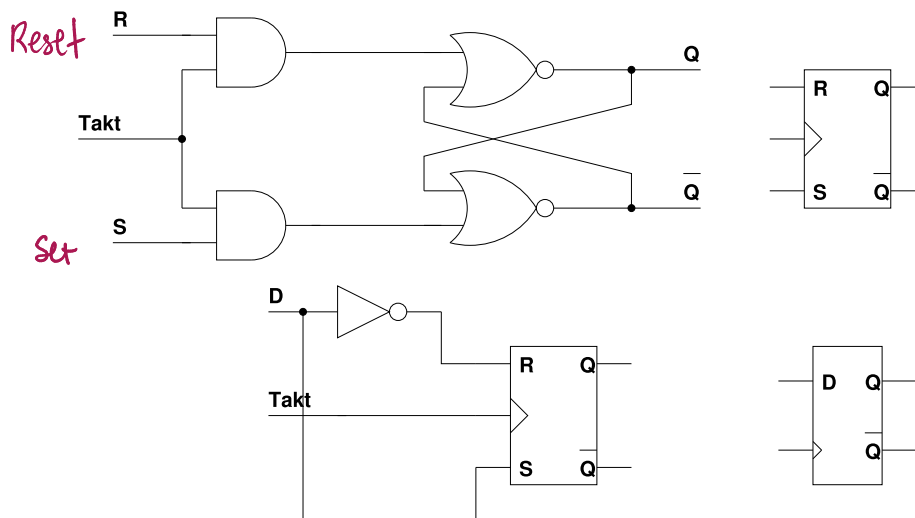 R
Reset
Q
R Q
Takt
S Q̅
Q̅
S
Set
D
R Q
D Q
Takt
Q̅
S Q̅